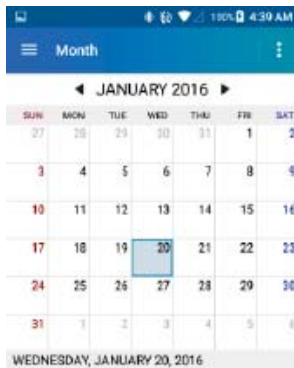 100% 4:39 AM
Month
JANUARY 2016
SUN MON TUE WED THU FRI SAT
27 28 29 30 31 1 2
3 4 5 6 7 8 9
10 11 12 13 14 15 16
17 18 19 20 21 22 23
24 25 26 27 28 29 30
31 1 2 3 4 5 6
WEDNESDAY, JANUARY 20, 2016